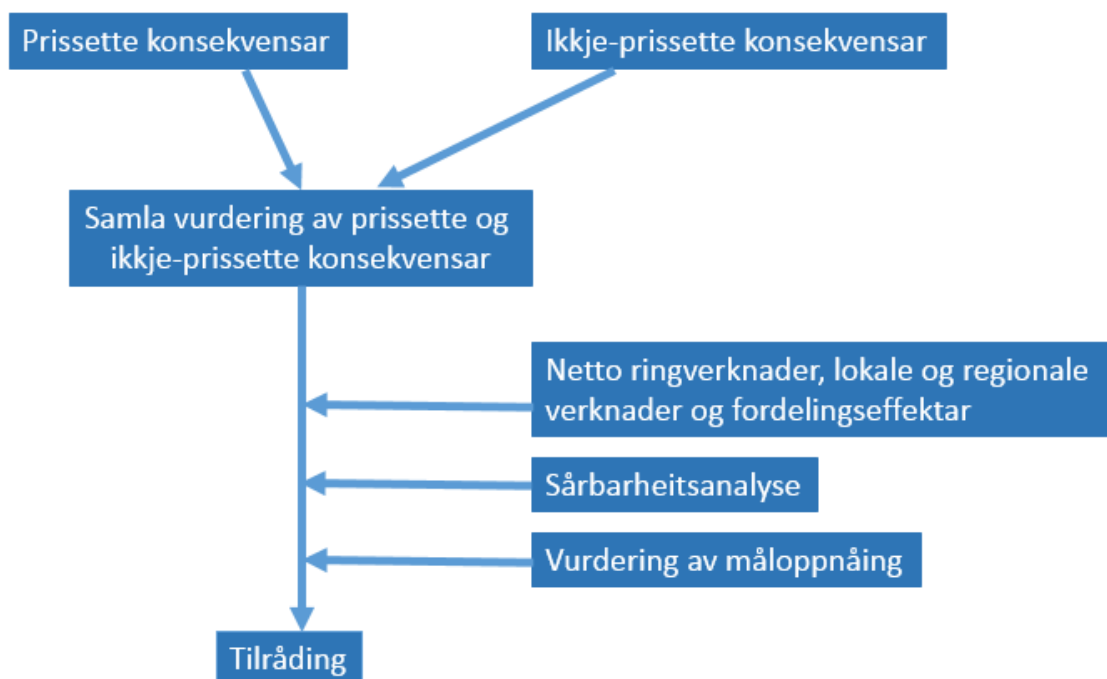 Prissette konsekvensar
Ikkje-prissette konsekvensar
Samla vurdering av prissette og
ikkje-prissette konsekvensar
Netto ringverknader, lokale og regionale
verknader og fordelingseffektar
Sårbarheitsanalyse
Vurdering av måloppnåing
Tilråding